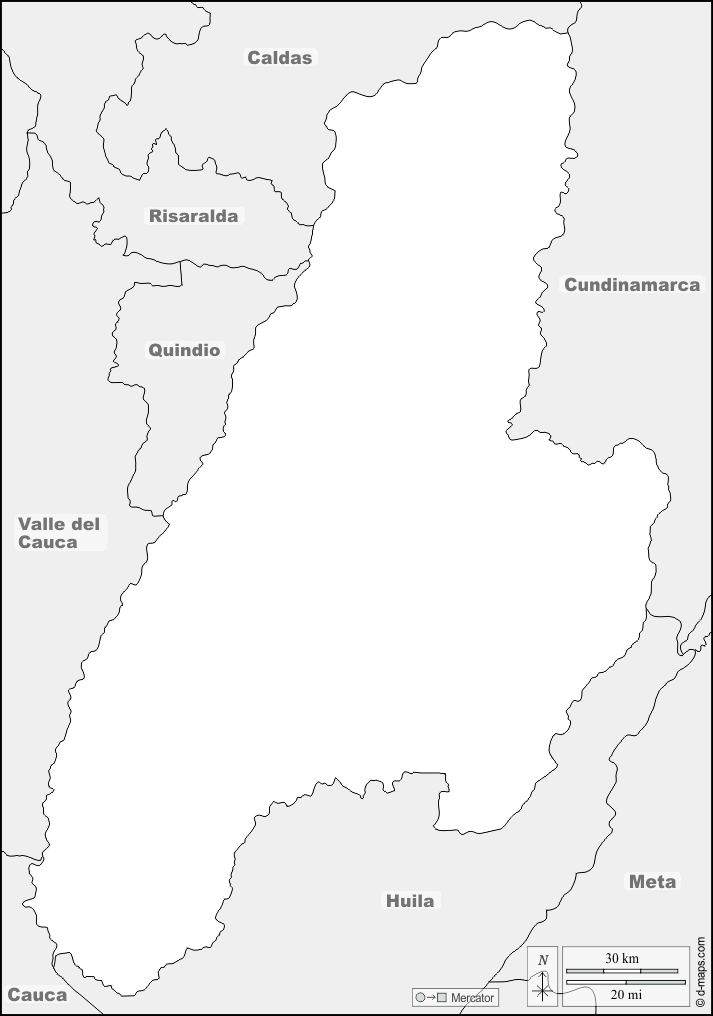 Caldas
Risaralda
Cundinamarca
Quindio
Valle del
Cauca
Meta
Huila
Cauca
N
30 km
20 mi
Mercator
© d-maps.com